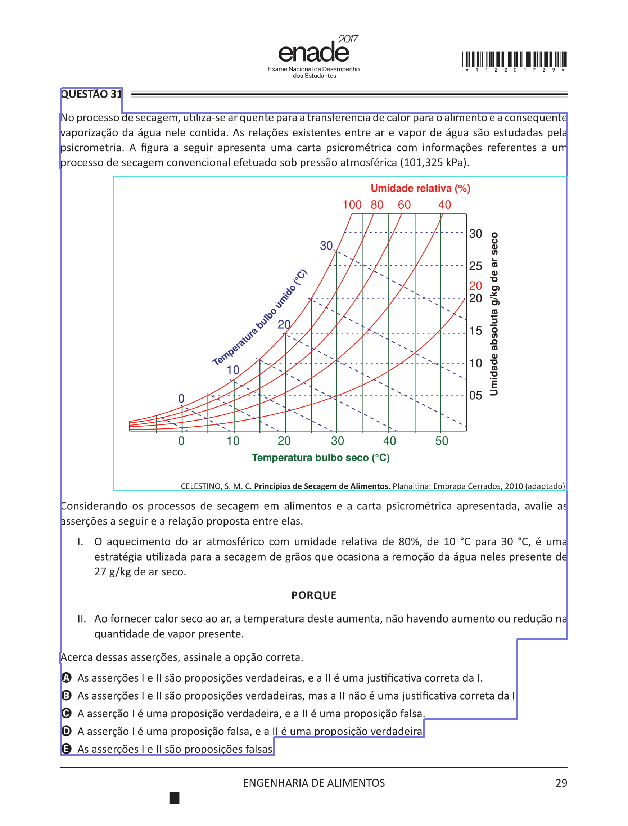 2017
enade
Exame Nacional de Desempenho
dos Estudantes
*R1220172 9*
QUESTÃO 31
No processo de secagem, utiliza-se ar quente para a transferência de calor para o alimento e a consequente
vaporização da água nele contida. As relações existentes entre ar e vapor de água são estudadas pela
psicrometria. A figura a seguir apresenta uma carta psicrométrica com informações referentes a um
processo de secagem convencional efetuado sob pressão atmosférica (101,325 kPa).
Umidade relativa (%)
100 80 60 40
30
30
25
20
20
20
15
10
10
05
0
Temperatura bulbo umido (°C)
Umidade absoluta g/kg de ar seco
0 10 20 30 40 50
Temperatura bulbo seco (°C)
CELESTINO, S. M. C. Princípios de Secagem de Alimentos. Planaltina: Embrapa Cerrados, 2010 (adaptado)
Considerando os processos de secagem em alimentos e a carta psicrométrica apresentada, avalie as
asserções a seguir e a relação proposta entre elas.
I. O aquecimento do ar atmosférico com umidade relativa de 80%, de 10 °C para 30 °C, é uma
estratégia utilizada para a secagem de grãos que ocasiona a remoção da água neles presente de
27 g/kg de ar seco.
PORQUE
II. Ao fornecer calor seco ao ar, a temperatura deste aumenta, não havendo aumento ou redução na
quantidade de vapor presente.
Acerca dessas asserções, assinale a opção correta.
A As asserções I e II são proposições verdadeiras, e a II é uma justificativa correta da I.
B As asserções I e II são proposições verdadeiras, mas a II não é uma justificativa correta da I
C A asserção I é uma proposição verdadeira, e a II é uma proposição falsa.
D A asserção I é uma proposição falsa, e a II é uma proposição verdadeira
E As asserções I e II são proposições falsas
ENGENHARIA DE ALIMENTOS 29